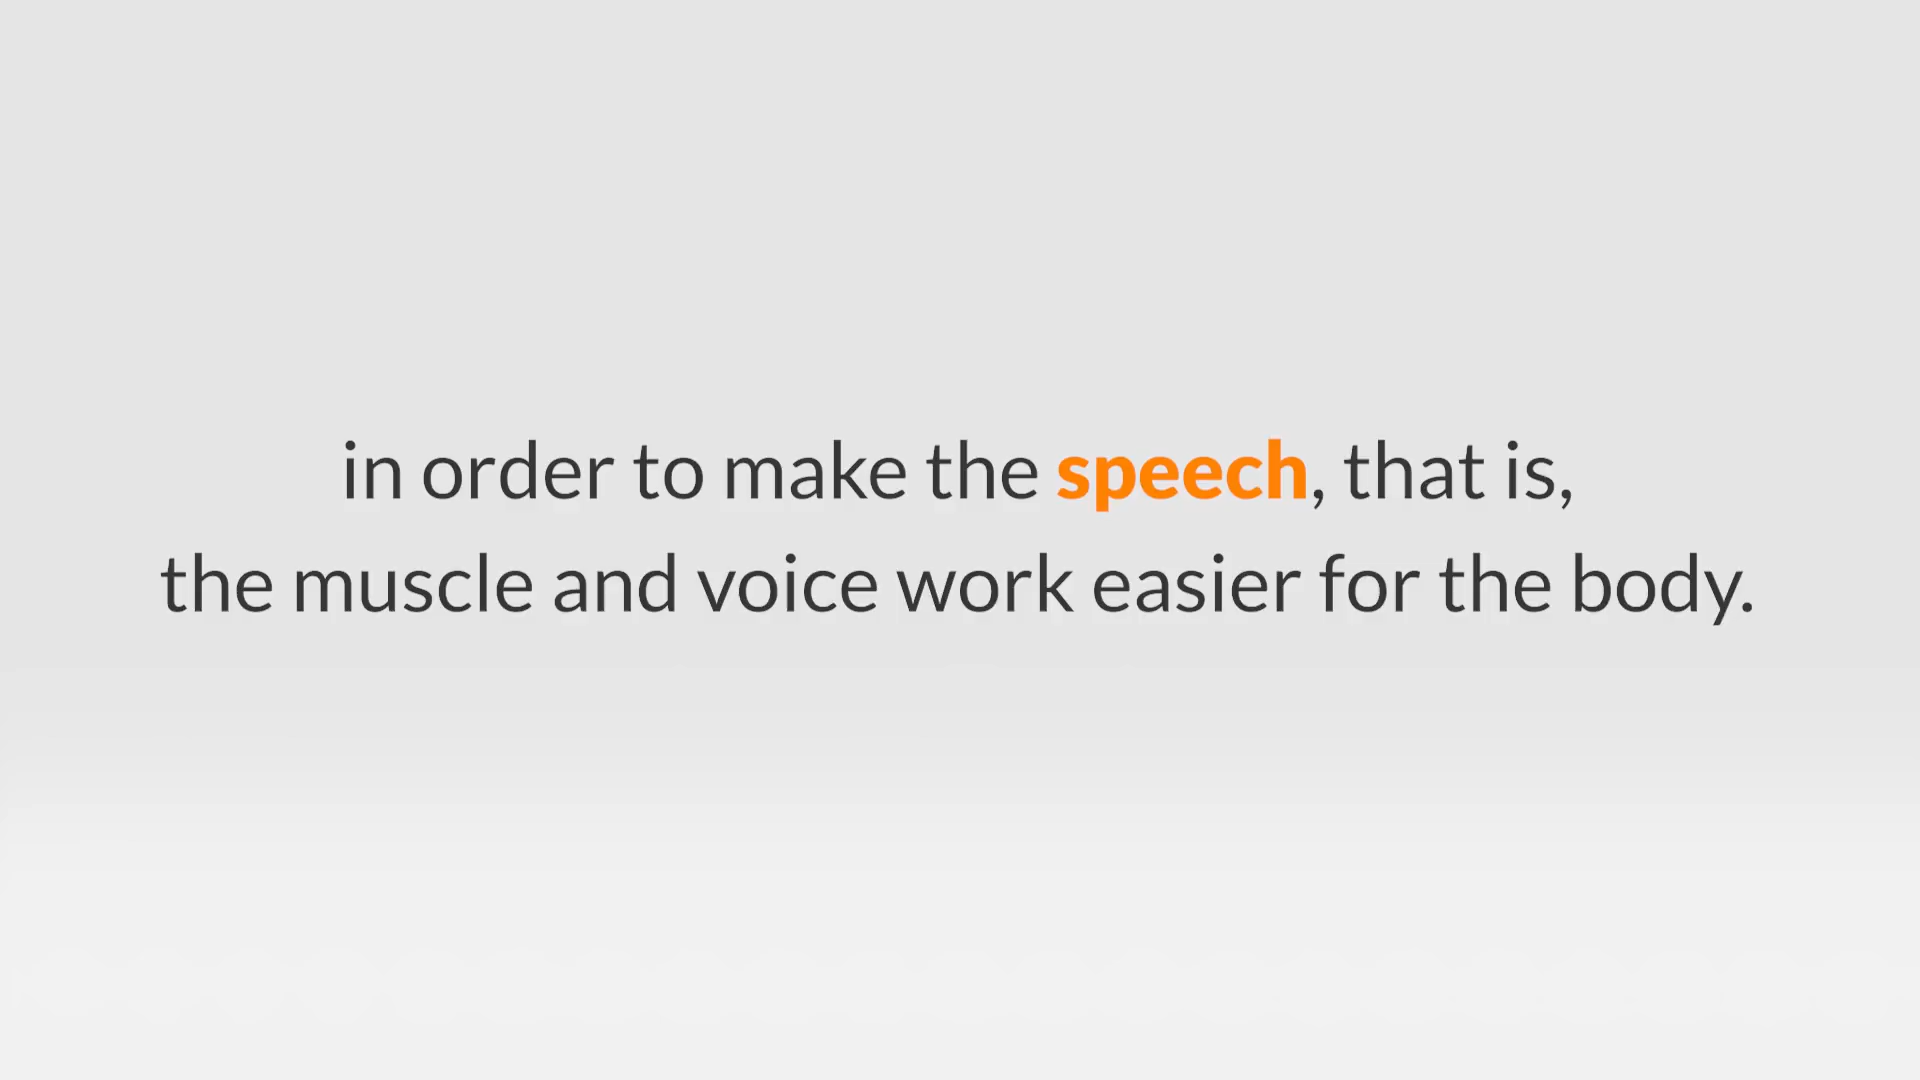 in order to make the speech, that is,
the muscle and voice work easier for the body.